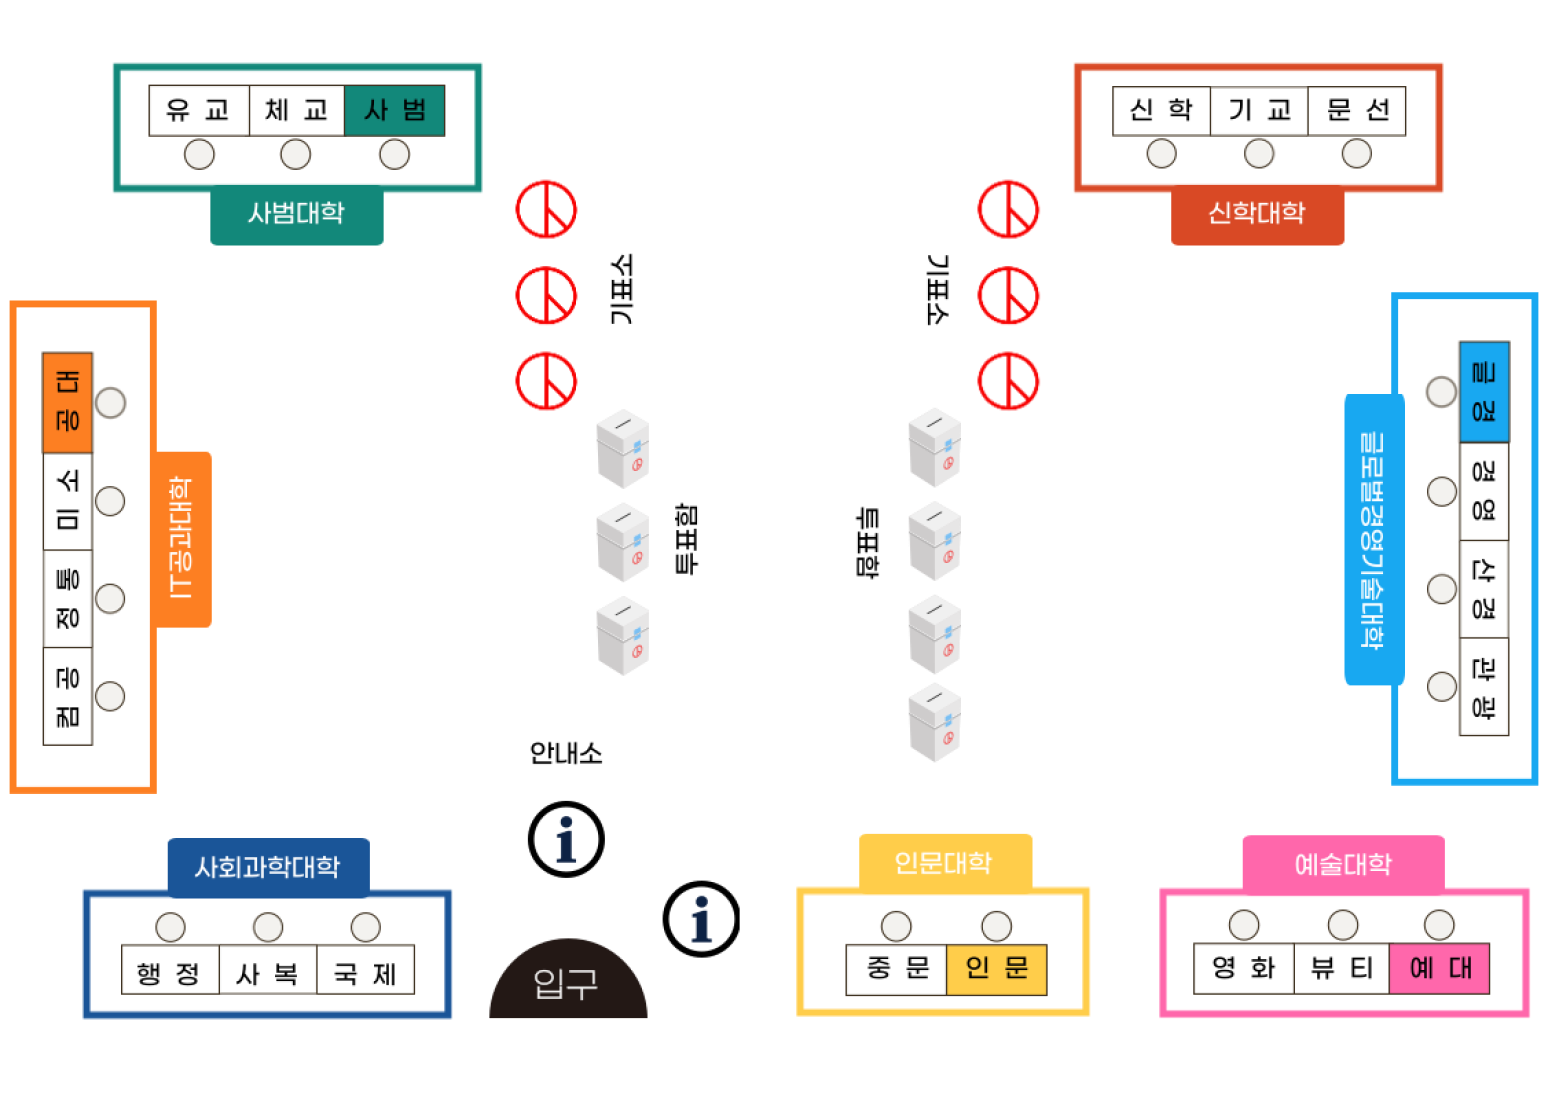 유 교
체 교
사 범
사범대학
신 학
기 교
문 선
신학대학
기표소
기표소
공 대
미 소
정 통
컴 공
IT공과대학
투표함
투표함
글 경
경 영
산 경
관 광
글로벌경영기술대학
안내소
i
i
입구
사회과학대학
행 정
사 복
국 제
인문대학
중 문
인 문
예술대학
영 화
뷰 티
예 대